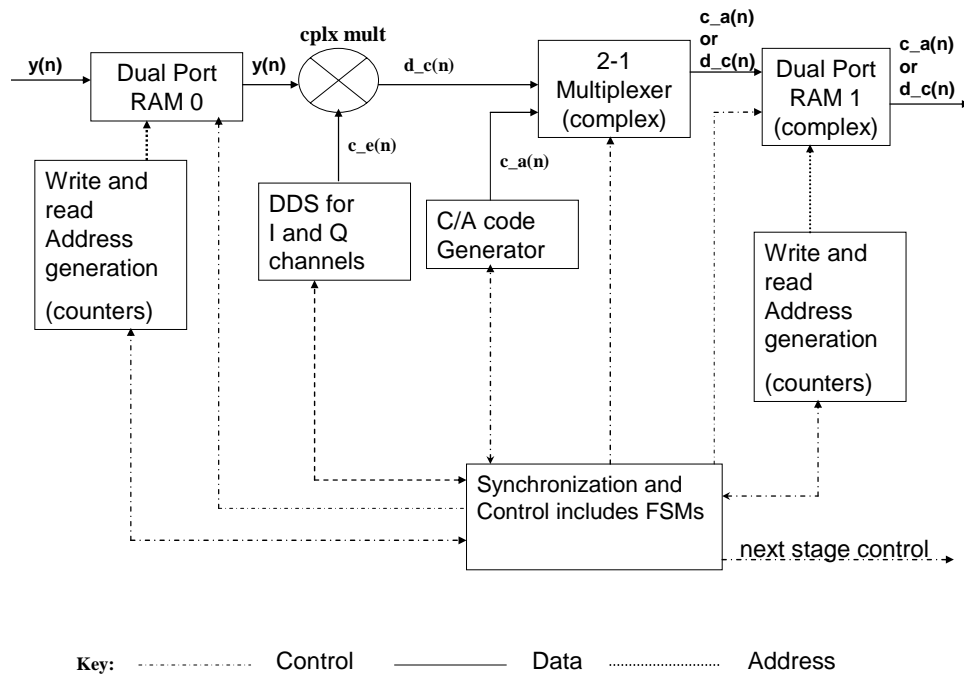 y(n)
Dual Port
RAM 0
y(n)
cplx mult
d_c(n)
2-1
Multiplexer
(complex)
c_a(n)
or
d_c(n)
Dual Port
RAM 1
(complex)
c_a(n)
or
d_c(n)
Write and
read
Address
generation
(counters)
c_e(n)
DDS for
I and Q
channels
c_a(n)
C/A code
Generator
Write and
read
Address
generation
(counters)
Synchronization and
Control includes FSMs
next stage control
Key:
Control
Data
Address